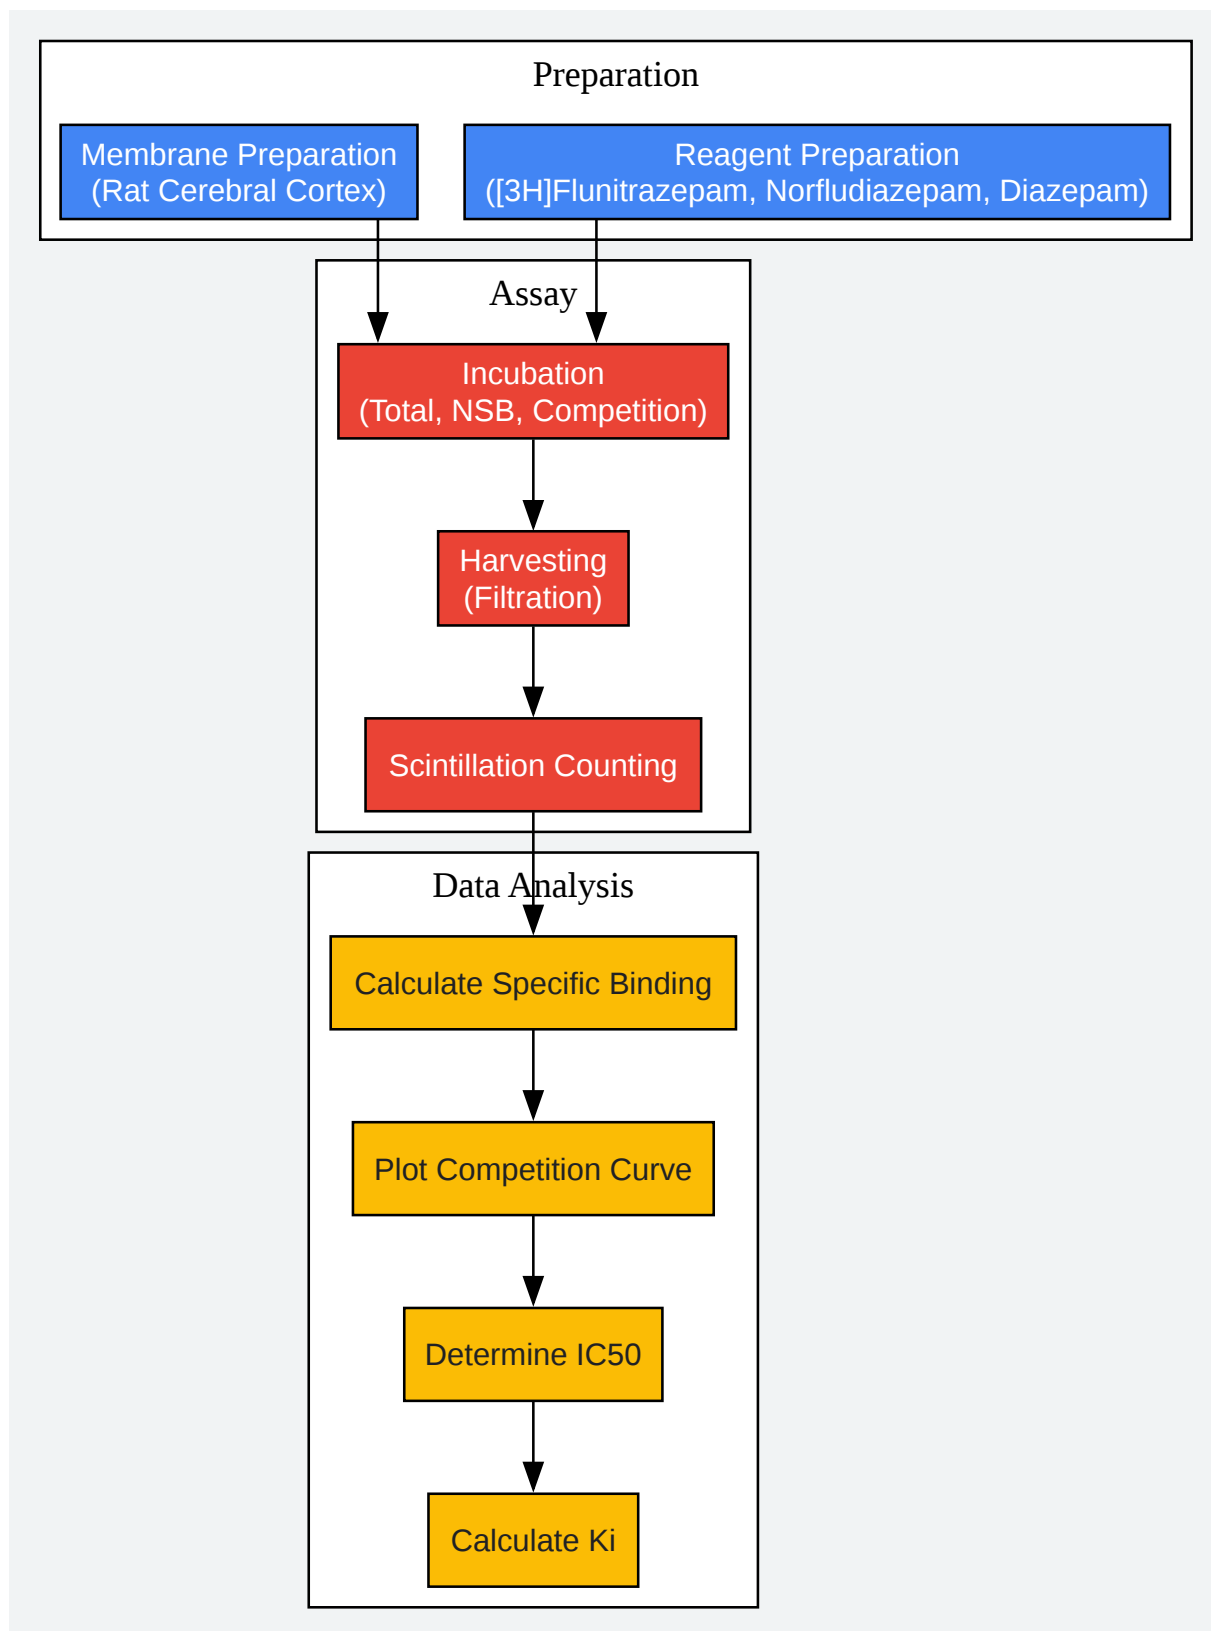 Preparation
Membrane Preparation
(Rat Cerebral Cortex)
Reagent Preparation
([3H]Flunitrazepam, Norfludiazepam, Diazepam)
Assay
Incubation
(Total, NSB, Competition)
Harvesting
(Filtration)
Scintillation Counting
Data Analysis
Calculate Specific Binding
Plot Competition Curve
Determine IC50
Calculate Ki